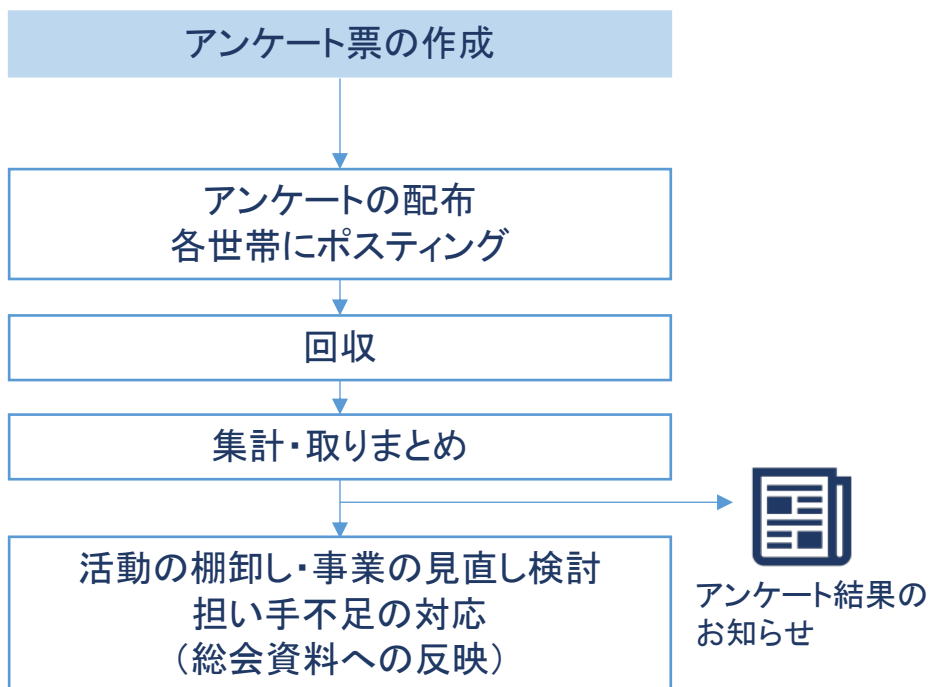 アンケート票の作成
アンケートの配布
各世帯にポスティング
回収
集計・取りまとめ
活動の棚卸し・事業の見直し検討
担い手不足の対応
（総会資料への反映）
アンケート結果の
お知らせ